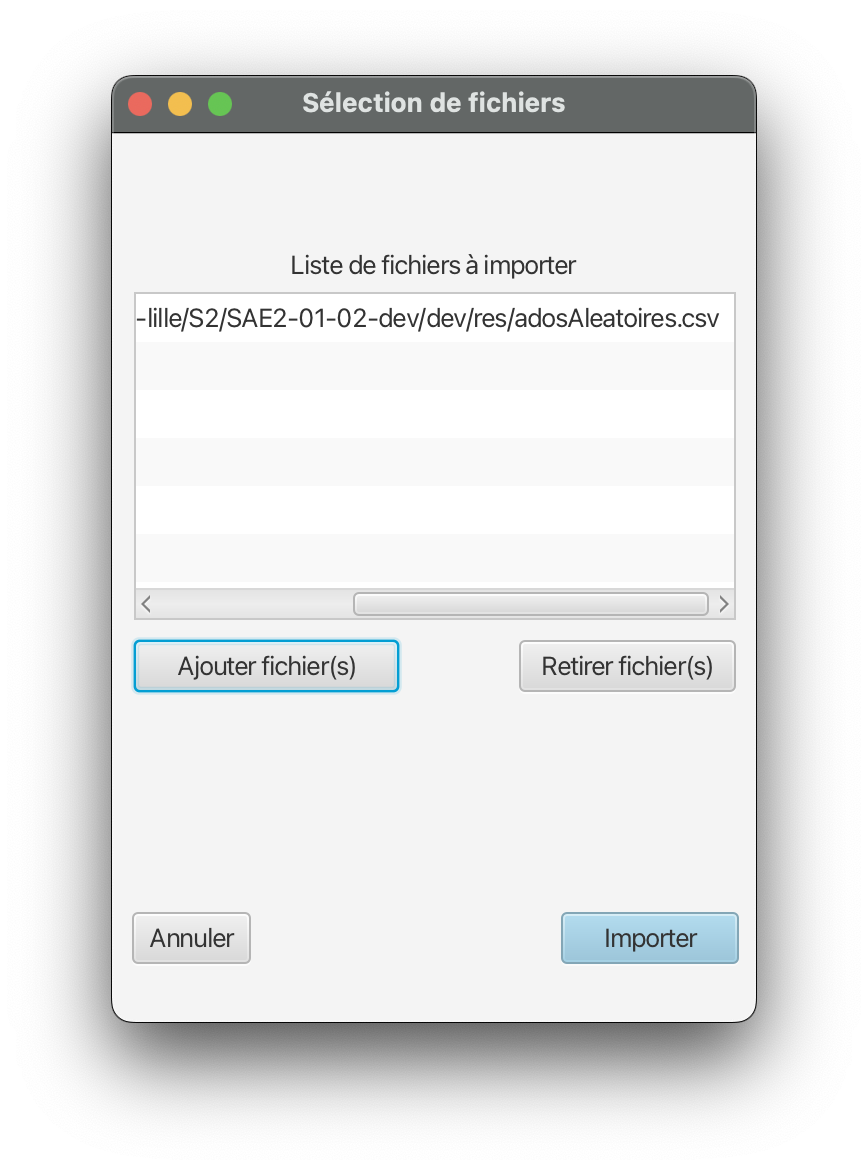 Sélection de fichiers
Liste de fichiers à importer
-lille/S2/SAE2-01-02-dev/dev/res/adosAleatoires.csv
Ajouter fichier(s)
Retirer fichier(s)
Annuler
Importer